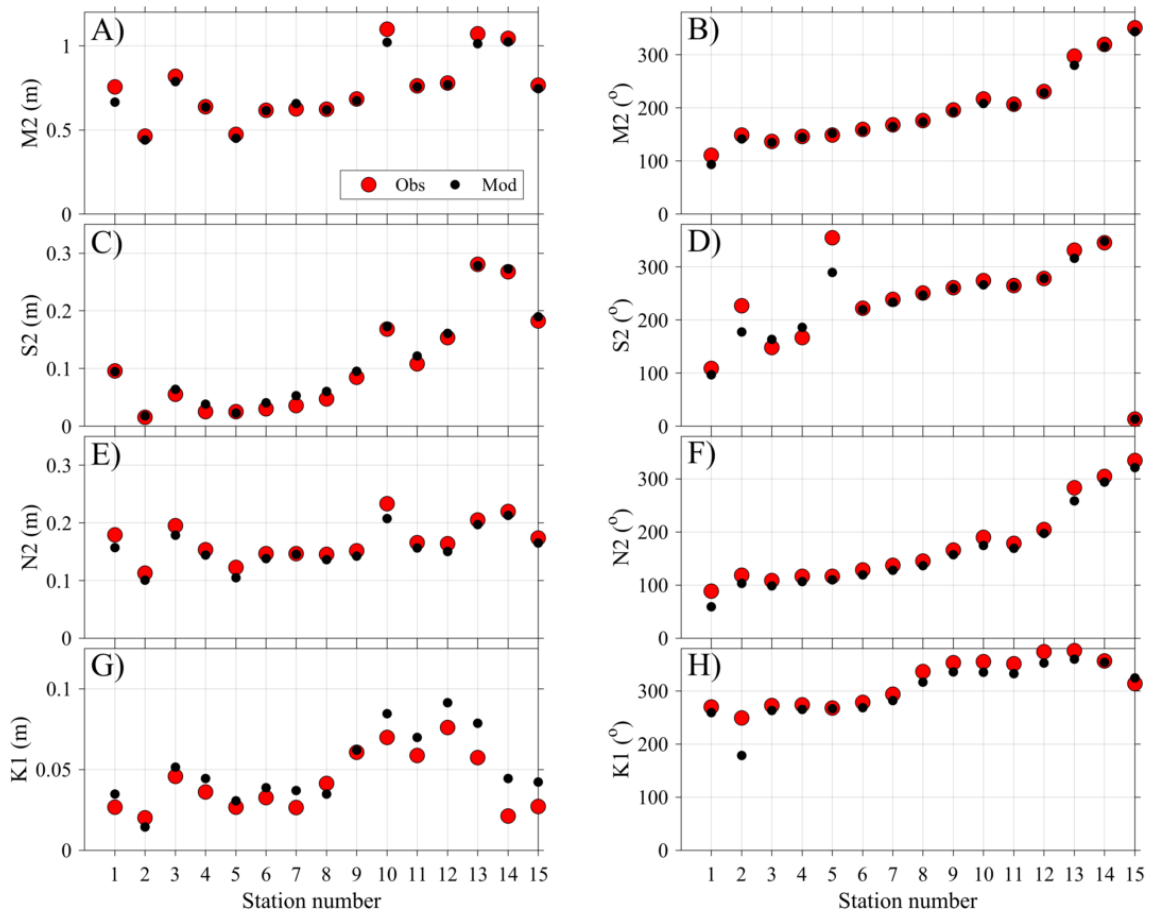 A)
1
0.5
0
M2 (m)
Obs Mod
B)
300
200
100
0
M2 (°)
C)
0.3
0.2
0.1
0
S2 (m)
D)
300
200
100
0
S2 (°)
E)
0.3
0.2
0.1
0
N2 (m)
F)
300
200
100
0
N2 (°)
G)
0.1
0.05
0
K1 (m)
1 2 3 4 5 6 7 8 9 10 11 12 13 14 15
Station number
H)
300
200
100
0
K1 (°)
1 2 3 4 5 6 7 8 9 10 11 12 13 14 15
Station number